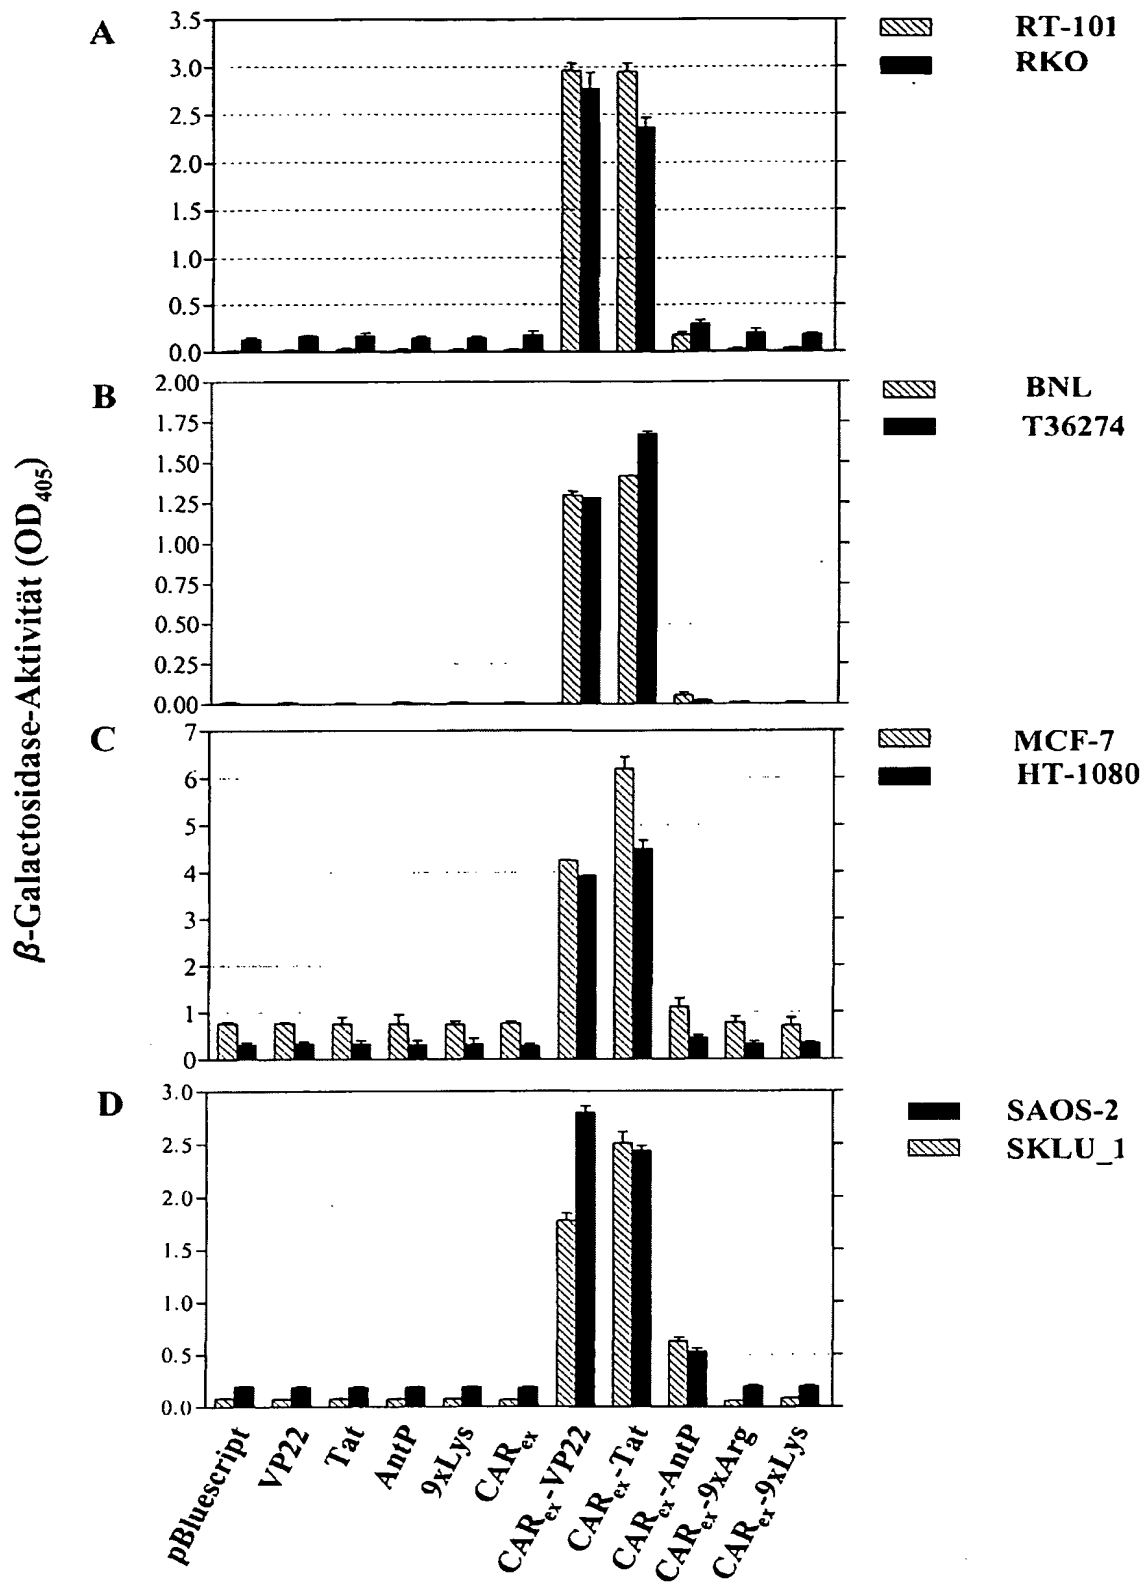 β-Galactosidase-Aktivität (OD405)
A
3.5
3.0
2.5
2.0
1.5
1.0
0.5
0.0
RT-101
RKO
B
2.00
1.75
1.50
1.25
1.00
0.75
0.50
0.25
0.00
BNL
T36274
C
7
6
5
4
3
2
1
0
MCF-7
HT-1080
D
3.0
2.5
2.0
1.5
1.0
0.5
0.0
SAOS-2
SKLU_1
pBluescript
VP22
Tat
AntP
9xLys
CARex
CARex-VP22
CARex-Tat
CARex-AntP
CARex-9xArg
CARex-9xLys